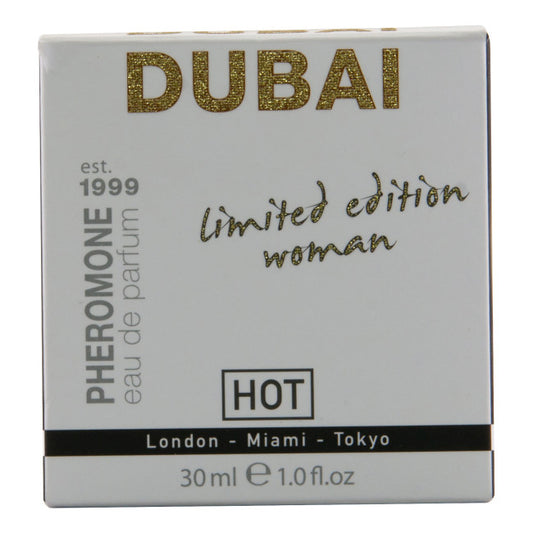 DUBAI
DUBAI
est.
1999
PHEROMONE
eau de parfum
limited edition
woman
HOT
London - Miami - Tokyo
30 ml ℮ 1.0 fl.oz